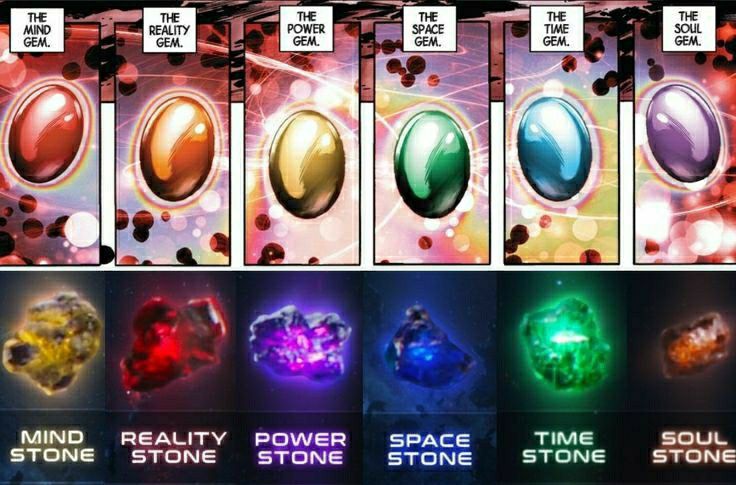 THE
MIND
GEM.
THE
REALITY
GEM.
THE
POWER
GEM.
THE
SPACE
GEM.
THE
TIME
GEM.
THE
SOUL
GEM.
MIND
STONE
REALITY
STONE
POWER
STONE
SPACE
STONE
TIME
STONE
SOUL
STONE